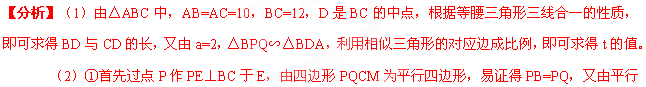 【分析】（1）由△ABC 中，AB=AC=10，BC=12，D 是 BC 的中点，根据等腰三角形三线合一的性质，
即可求得 BD 与 CD 的长，又由 a=2，△BPQ∽△BDA，利用相似三角形的对应边成比例，即可求得 t 的值。
（2）①首先过点 P 作 PE⊥BC 于 E，由四边形 PQCM 为平行四边形，易证得 PB=PQ，又由平行